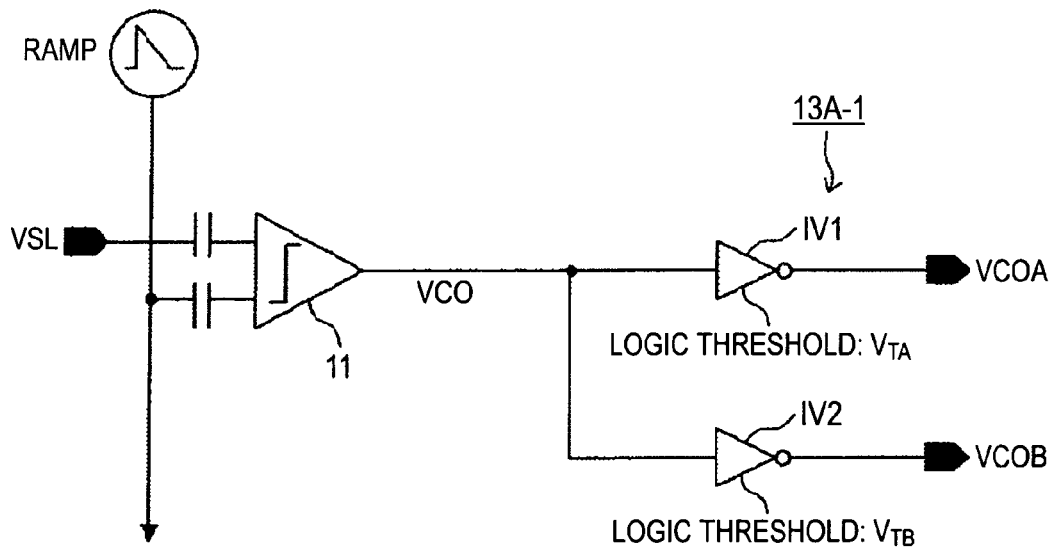 RAMP
13A-1
VSL
IV1
VCOA
VCO
LOGIC THRESHOLD: VTA
11
IV2
VCOB
LOGIC THRESHOLD: VTB